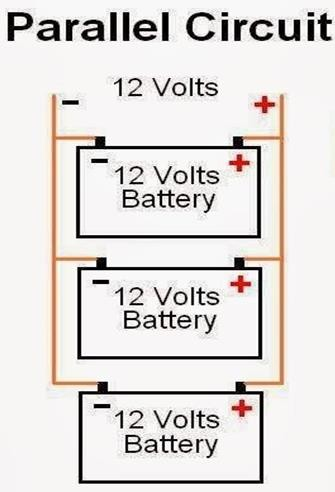 Parallel Circuit
12 Volts
- +
- +
12 Volts
Battery
- +
12 Volts
Battery
- +
12 Volts
Battery